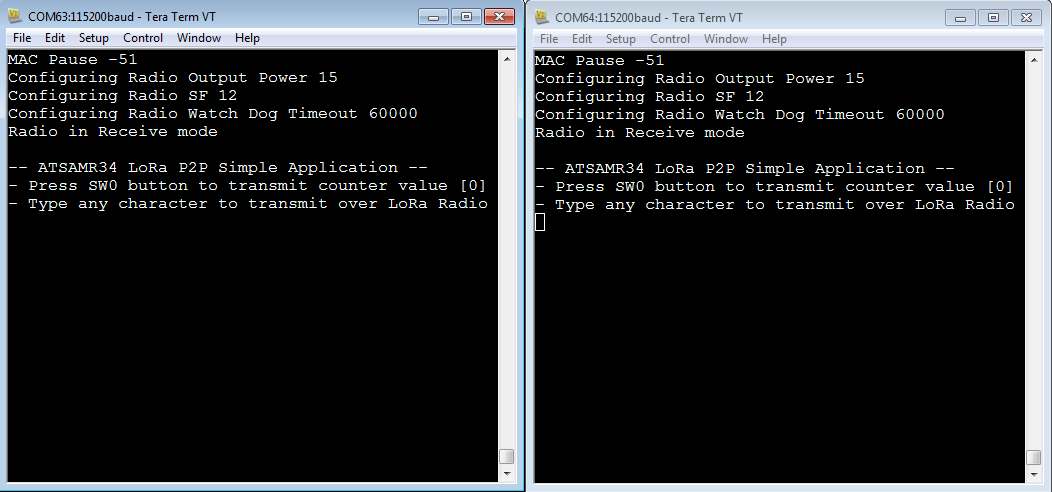 COM63:115200baud - Tera Term VT
File Edit Setup Control Window Help
MAC Pause -51
Configuring Radio Output Power 15
Configuring Radio SF 12
Configuring Radio Watch Dog Timeout 60000
Radio in Receive mode
-- ATSAMR34 LoRa P2P Simple Application --
- Press SW0 button to transmit counter value [0]
- Type any character to transmit over LoRa Radio
COM64:115200baud - Tera Term VT
File Edit Setup Control Window Help
MAC Pause -51
Configuring Radio Output Power 15
Configuring Radio SF 12
Configuring Radio Watch Dog Timeout 60000
Radio in Receive mode
-- ATSAMR34 LoRa P2P Simple Application --
- Press SW0 button to transmit counter value [0]
- Type any character to transmit over LoRa Radio